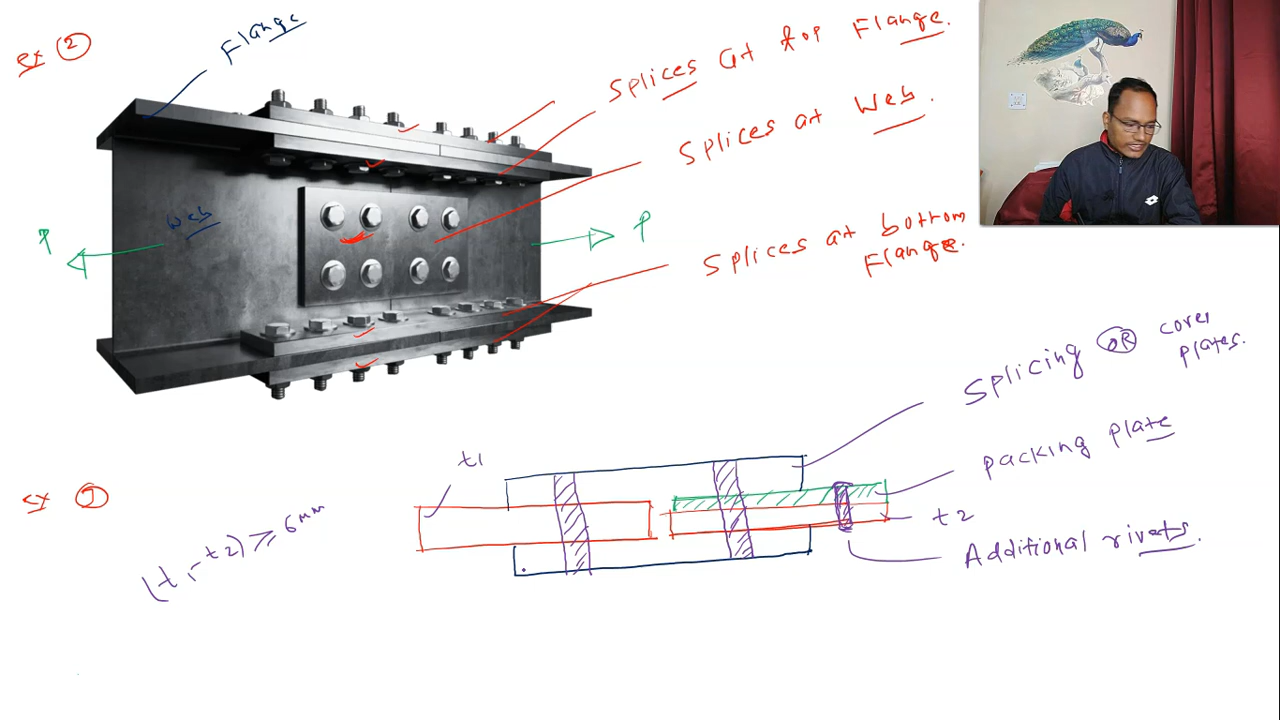 ex ②
Flange
Splices at top Flange.
Splices at Web.
Web
P
P
Splices at bottom
Flange.
Splicing OR cover
plates.
packing plate
t1
ex ①
(t1-t2) ≥ 6mm
t2
Additional rivets.